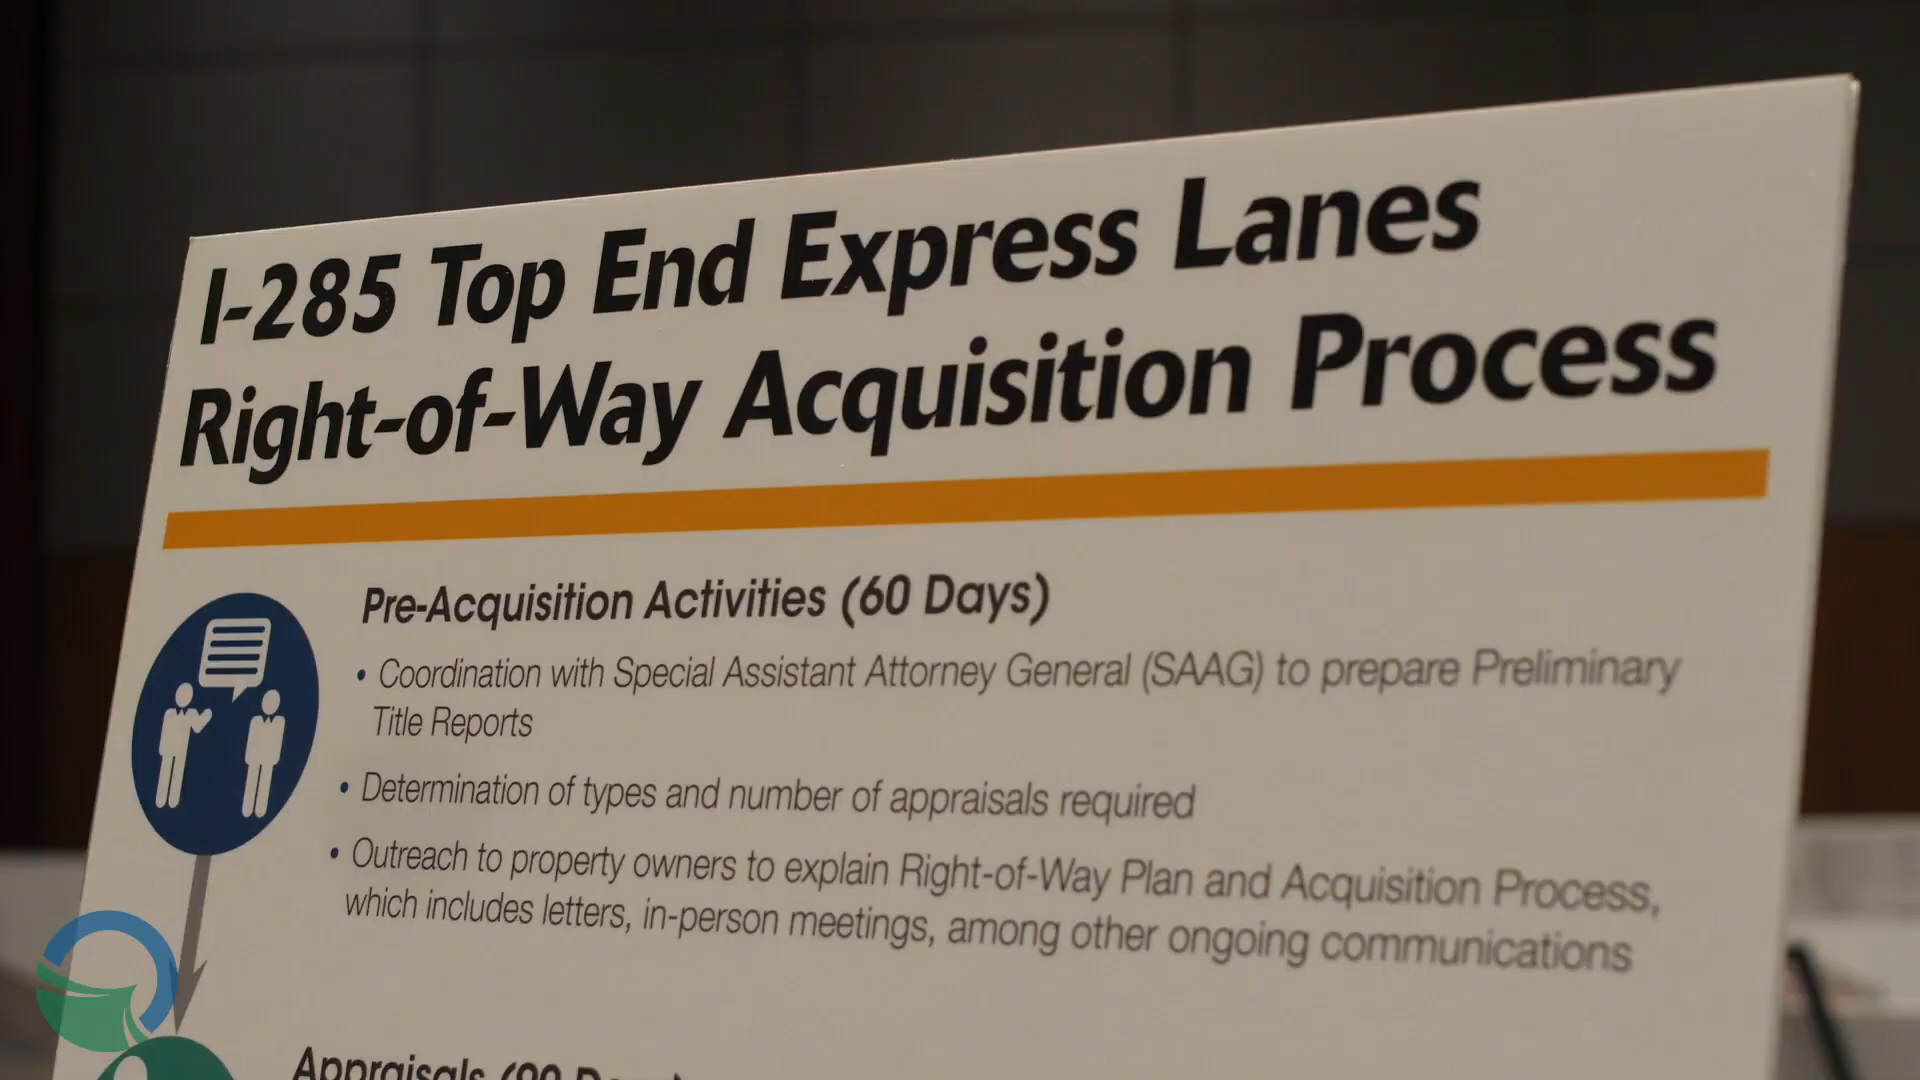 I-285 Top End Express Lanes
Right-of-Way Acquisition Process
Pre-Acquisition Activities (60 Days)
• Coordination with Special Assistant Attorney General (SAAG) to prepare Preliminary
Title Reports
• Determination of types and number of appraisals required
• Outreach to property owners to explain Right-of-Way Plan and Acquisition Process,
which includes letters, in-person meetings, among other ongoing communications
Appraisals